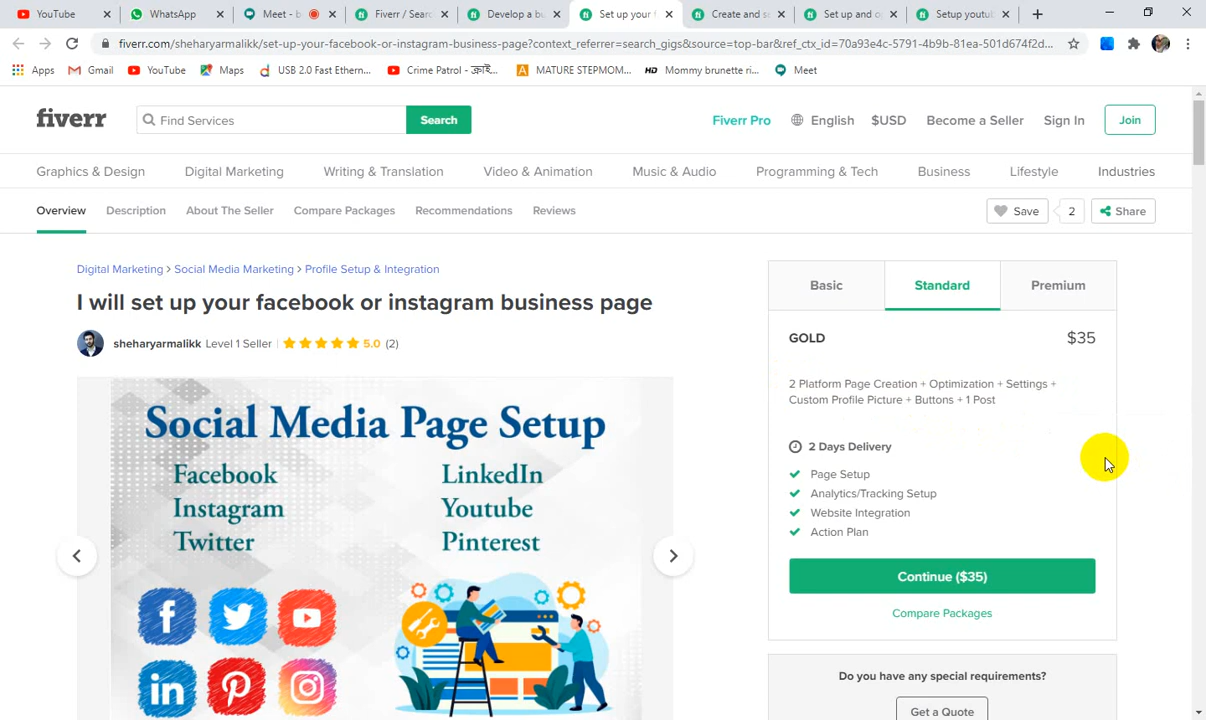 YouTube
WhatsApp
Meet - b
Fiverr / Sear
Develop a bu
Set up your f
Create and s
Set up and o
Setup youtu
fiverr.com/sheharyarmalikk/set-up-your-facebook-or-instagram-business-page?context_referrer=search_gigs&source=top-bar&ref_ctx_id=70a93e4c-5791-4b9b-81ea-501d674f2d...
Apps
Gmail
YouTube
Maps
USB 2.0 Fast Ethern...
Crime Patrol - ক্রাই...
MATURE STEPMOM...
HD Mommy brunette ri...
Meet
fiverr
Find Services
Search
Fiverr Pro
English
$USD
Become a Seller
Sign In
Join
Graphics & Design
Digital Marketing
Writing & Translation
Video & Animation
Music & Audio
Programming & Tech
Business
Lifestyle
Industries
Overview
Description
About The Seller
Compare Packages
Recommendations
Reviews
Save
2
Share
Digital Marketing > Social Media Marketing > Profile Setup & Integration
I will set up your facebook or instagram business page
sheharyarmalikk Level 1 Seller 5.0 (2)
Social Media Page Setup
Facebook
Instagram
Twitter
LinkedIn
Youtube
Pinterest
Basic
Standard
Premium
GOLD
$35
2 Platform Page Creation + Optimization + Settings +
Custom Profile Picture + Buttons + 1 Post
2 Days Delivery
Page Setup
Analytics/Tracking Setup
Website Integration
Action Plan
Continue ($35)
Compare Packages
Do you have any special requirements?
Get a Quote